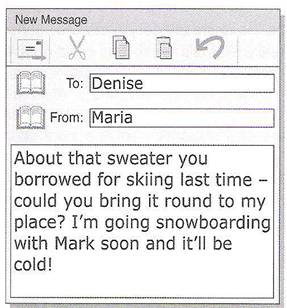 New Message
To: Denise
From: Maria
About that sweater you
borrowed for skiing last time –
could you bring it round to my
place? I'm going snowboarding
with Mark soon and it'll be
cold!